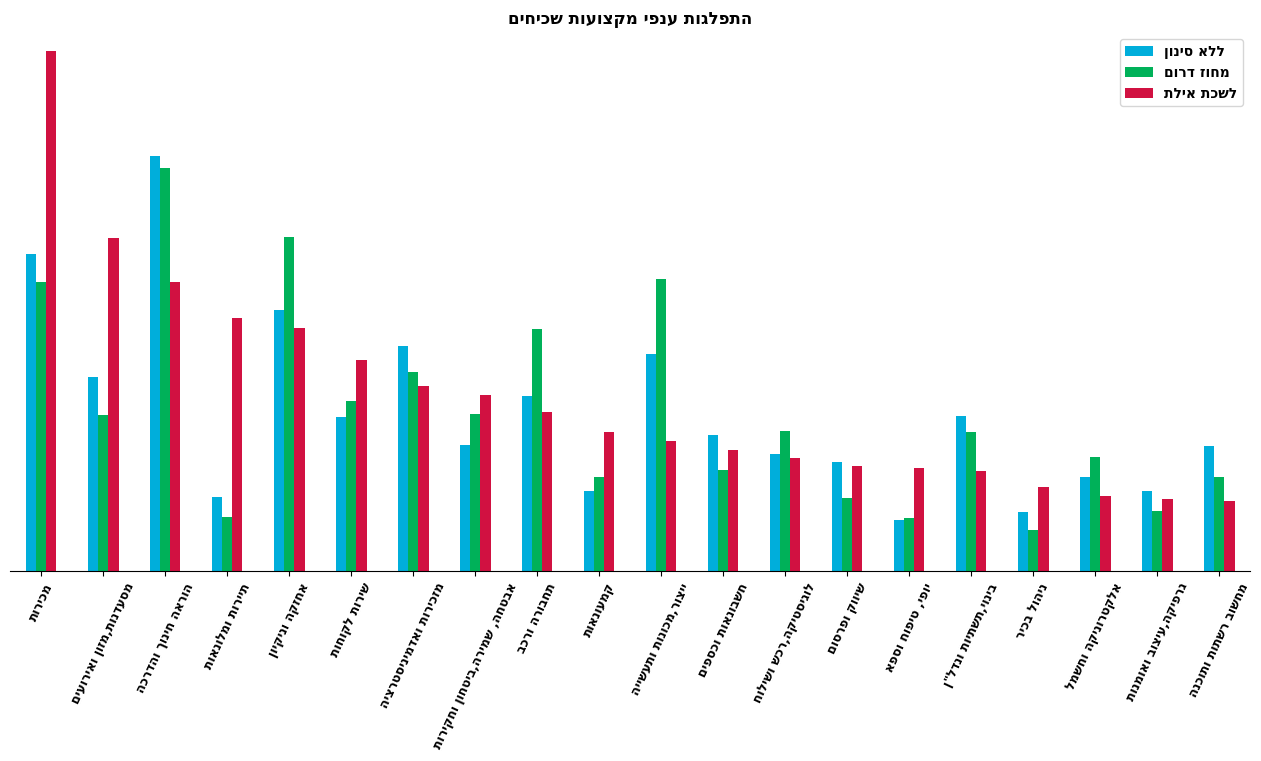 התפלגות ענפי מקצועות שכיחים
ללא סינון
מחוז דרום
לשכת אילת
מכירות
מסעדנות,מזון ואירועים
הוראה חינוך והדרכה
תיירות ומלונאות
אחזקה וניקיון
שירות לקוחות
מזכירות ואדמיניסטרציה
אבטחה, שמירה,ביטחון וחקירות
תחבורה ורכב
קמעונאות
ייצור,מכונות ותעשייה
חשבונאות וכספים
לוגיסטיקה,רכש ושילוח
שיווק ופרסום
יופי, טיפוח וספא
בינוי,תשתיות ונדל"ן
ניהול בכיר
אלקטרוניקה וחשמל
גרפיקה,עיצוב ואומנות
מחשוב רשתות ותוכנה